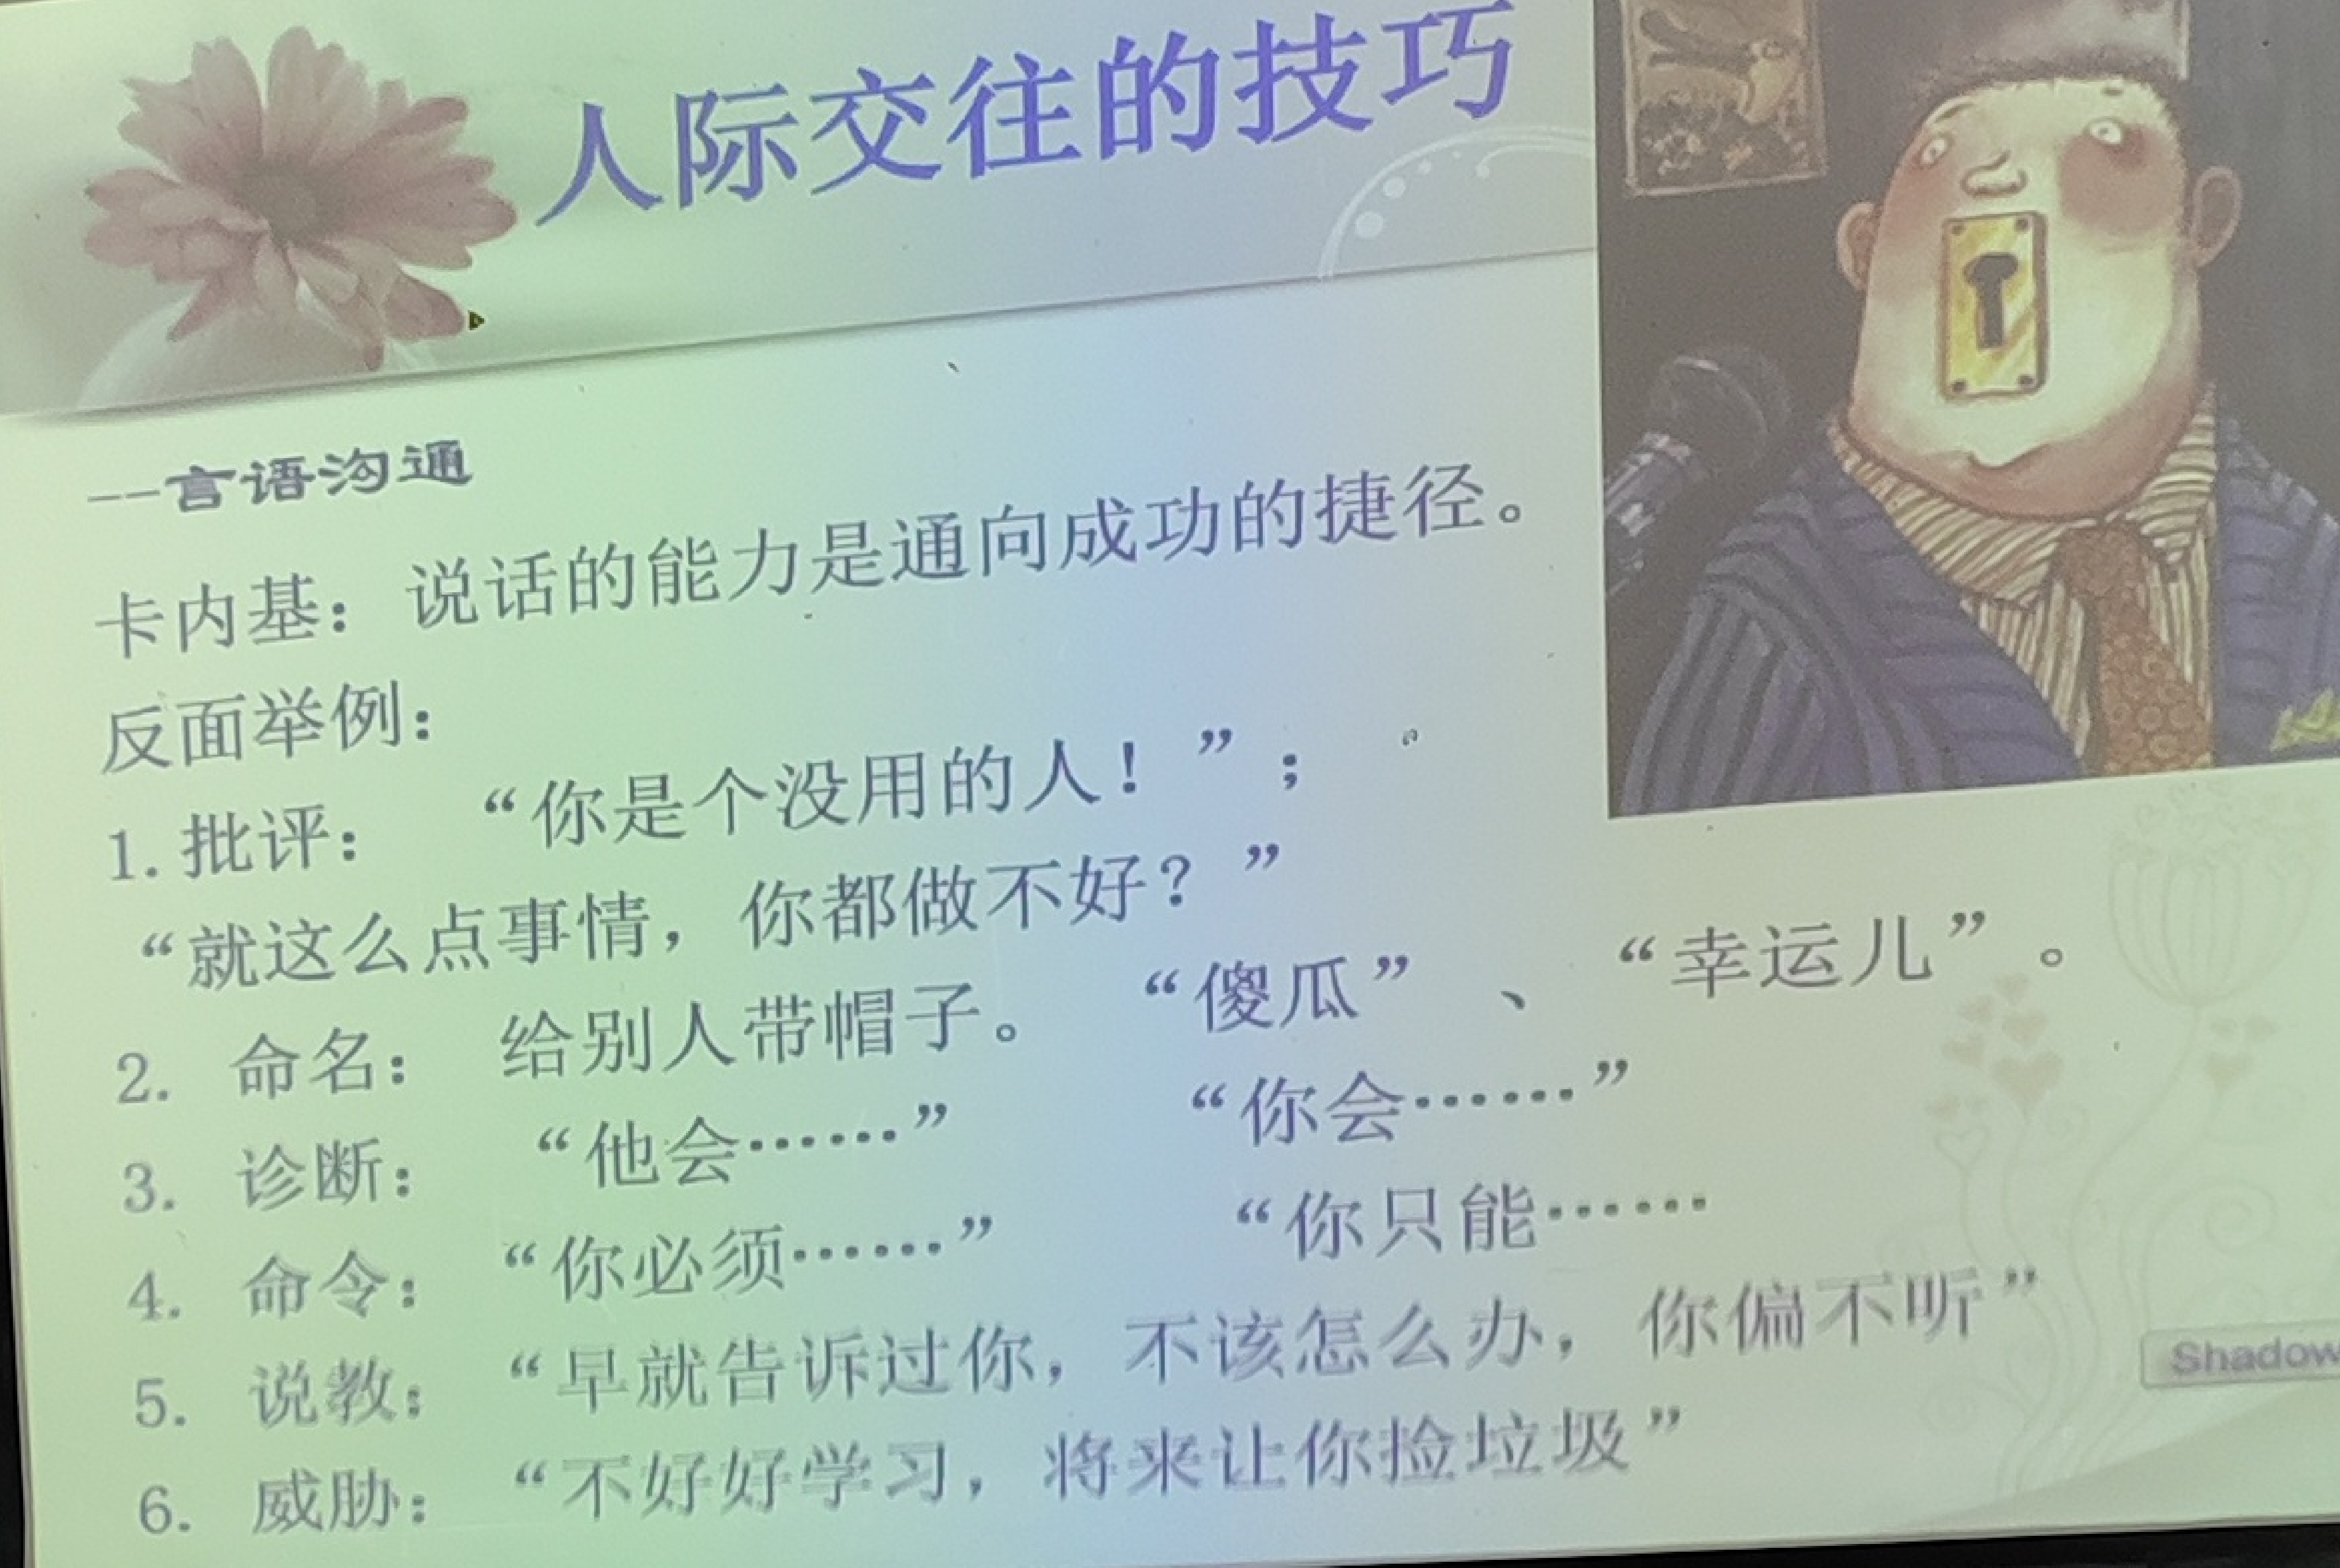 人际交往的技巧
--言语沟通
卡内基：说话的能力是通向成功的捷径。
反面举例：
1. 批评： “你是个没用的人！”； 。
“就这么点事情，你都做不好？”
2. 命名： 给别人带帽子。 “傻瓜” 、 “幸运儿” 。
3. 诊断： “他会……” “你会……”
4. 命令： “你必须……” “你只能……
5. 说教： “早就告诉过你，不该怎么办，你偏不听”
6. 威胁： “不好好学习，将来让你捡垃圾”
Shadow